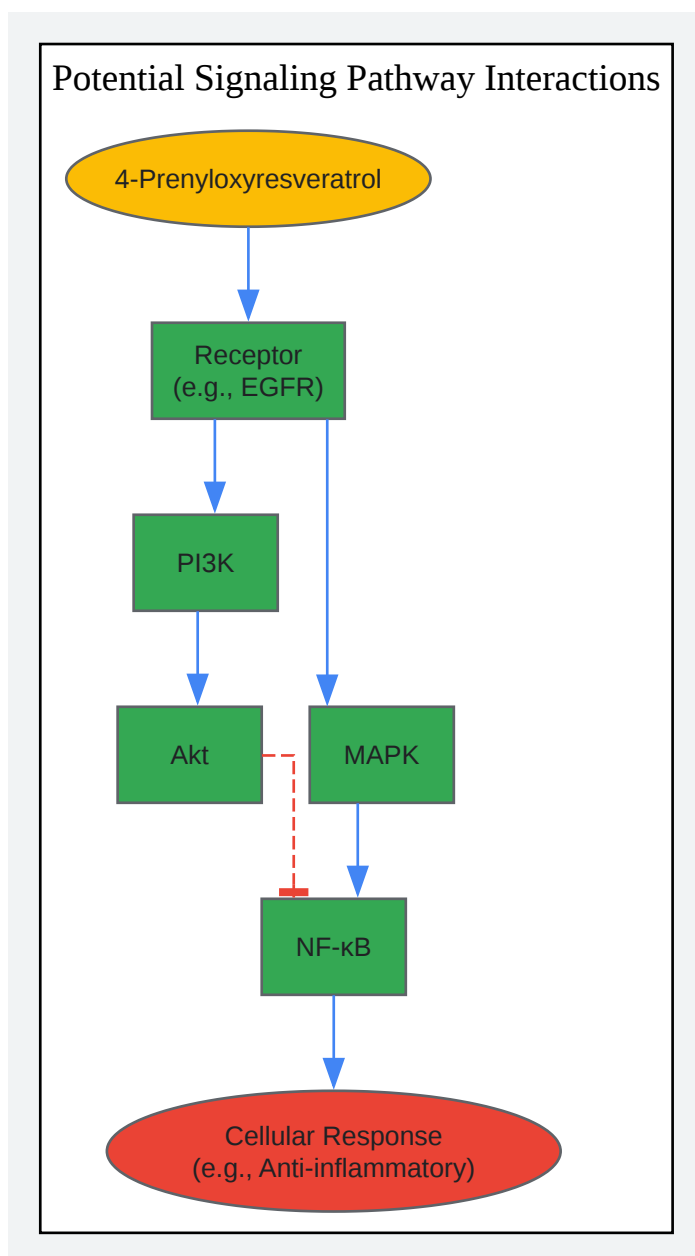 Potential Signaling Pathway Interactions
4-Prenyloxyresveratrol
Receptor
(e.g., EGFR)
PI3K
Akt
MAPK
NF-κB
Cellular Response
(e.g., Anti-inflammatory)